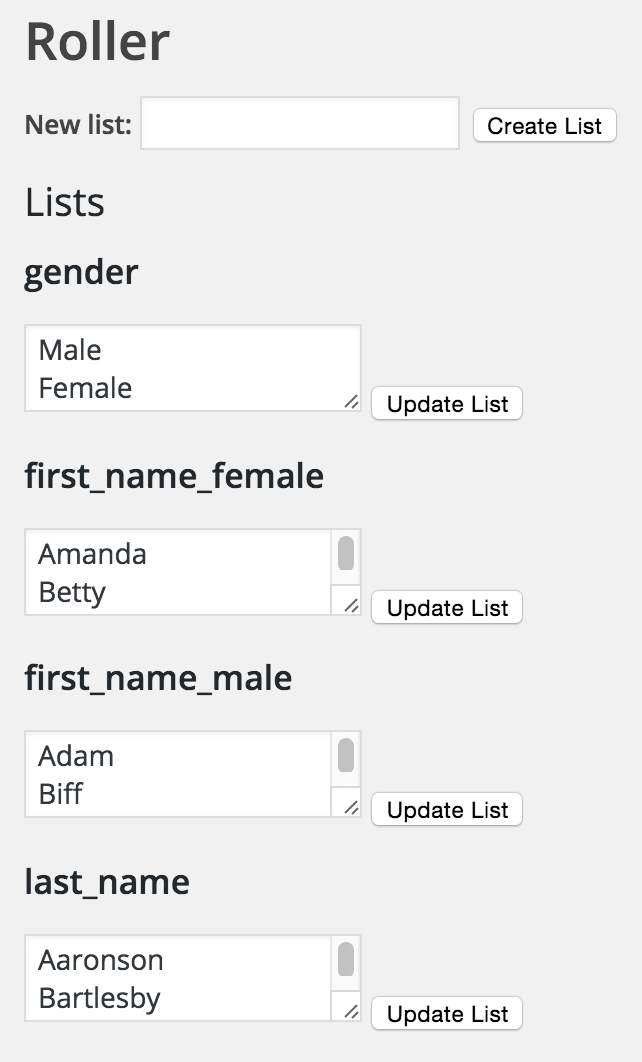 Roller
New list: Create List
Lists
gender
Male
Female
Update List
first_name_female
Amanda
Betty
Update List
first_name_male
Adam
Biff
Update List
last_name
Aaronson
Bartlesby
Update List